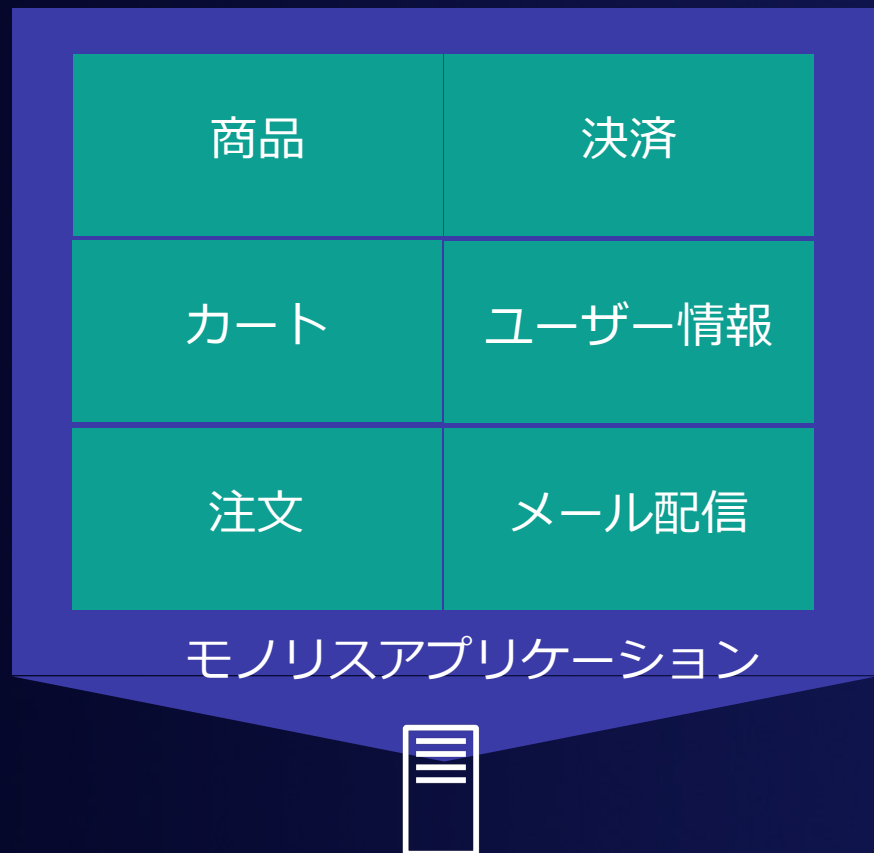 商品
決済
カート
ユーザー情報
注文
メール配信
モノリスアプリケーション